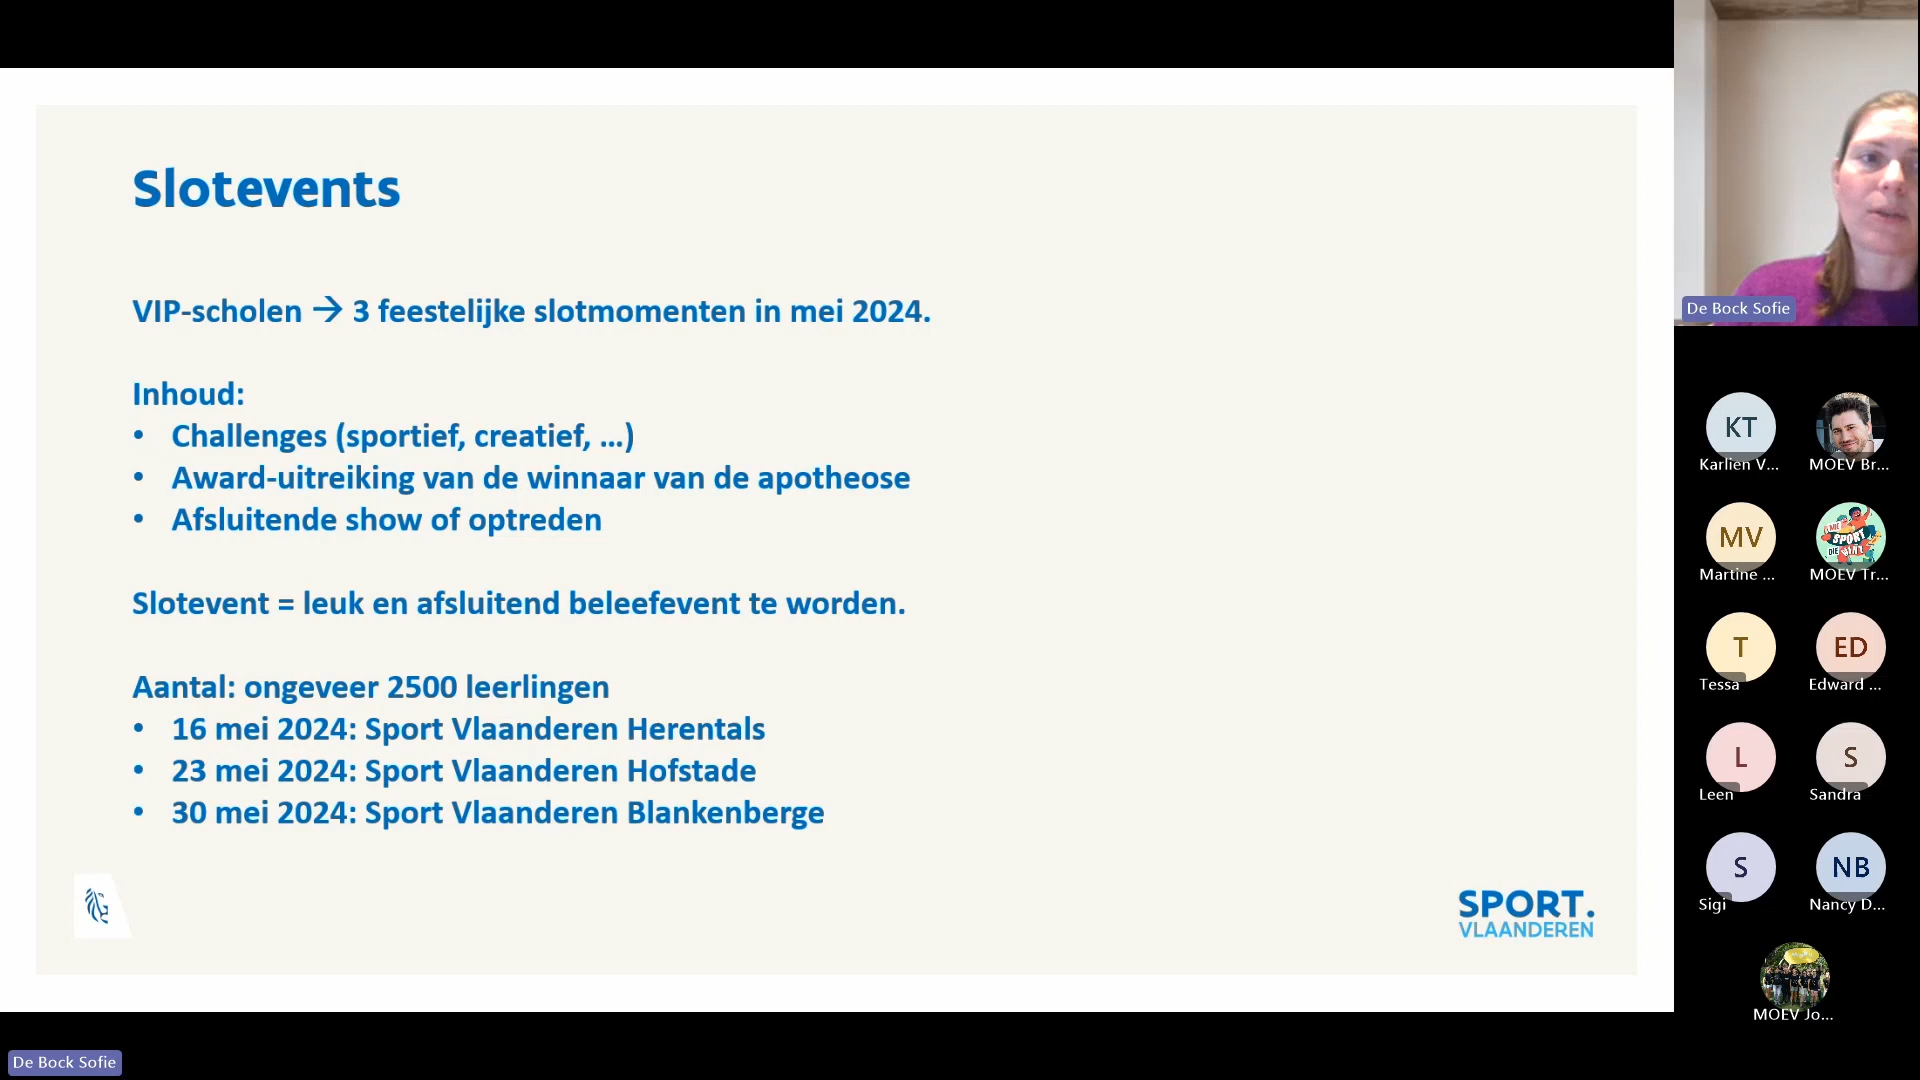 Slotevents
VIP-scholen → 3 feestelijke slotmomenten in mei 2024.
Inhoud:
• Challenges (sportief, creatief, ...)
• Award-uitreiking van de winnaar van de apotheose
• Afsluitende show of optreden
Slotevent = leuk en afsluitend beleefevent te worden.
Aantal: ongeveer 2500 leerlingen
• 16 mei 2024: Sport Vlaanderen Herentals
• 23 mei 2024: Sport Vlaanderen Hofstade
• 30 mei 2024: Sport Vlaanderen Blankenberge
SPORT.
VLAANDEREN
De Bock Sofie
De Bock Sofie
KT
Karlien V...
MOEV Br...
MV
Martine ...
SPORT
DIE
MOEV Tr...
T
Tessa
ED
Edward ...
L
Leen
S
Sandra
S
Sigi
NB
Nancy D...
MOEV Jo...